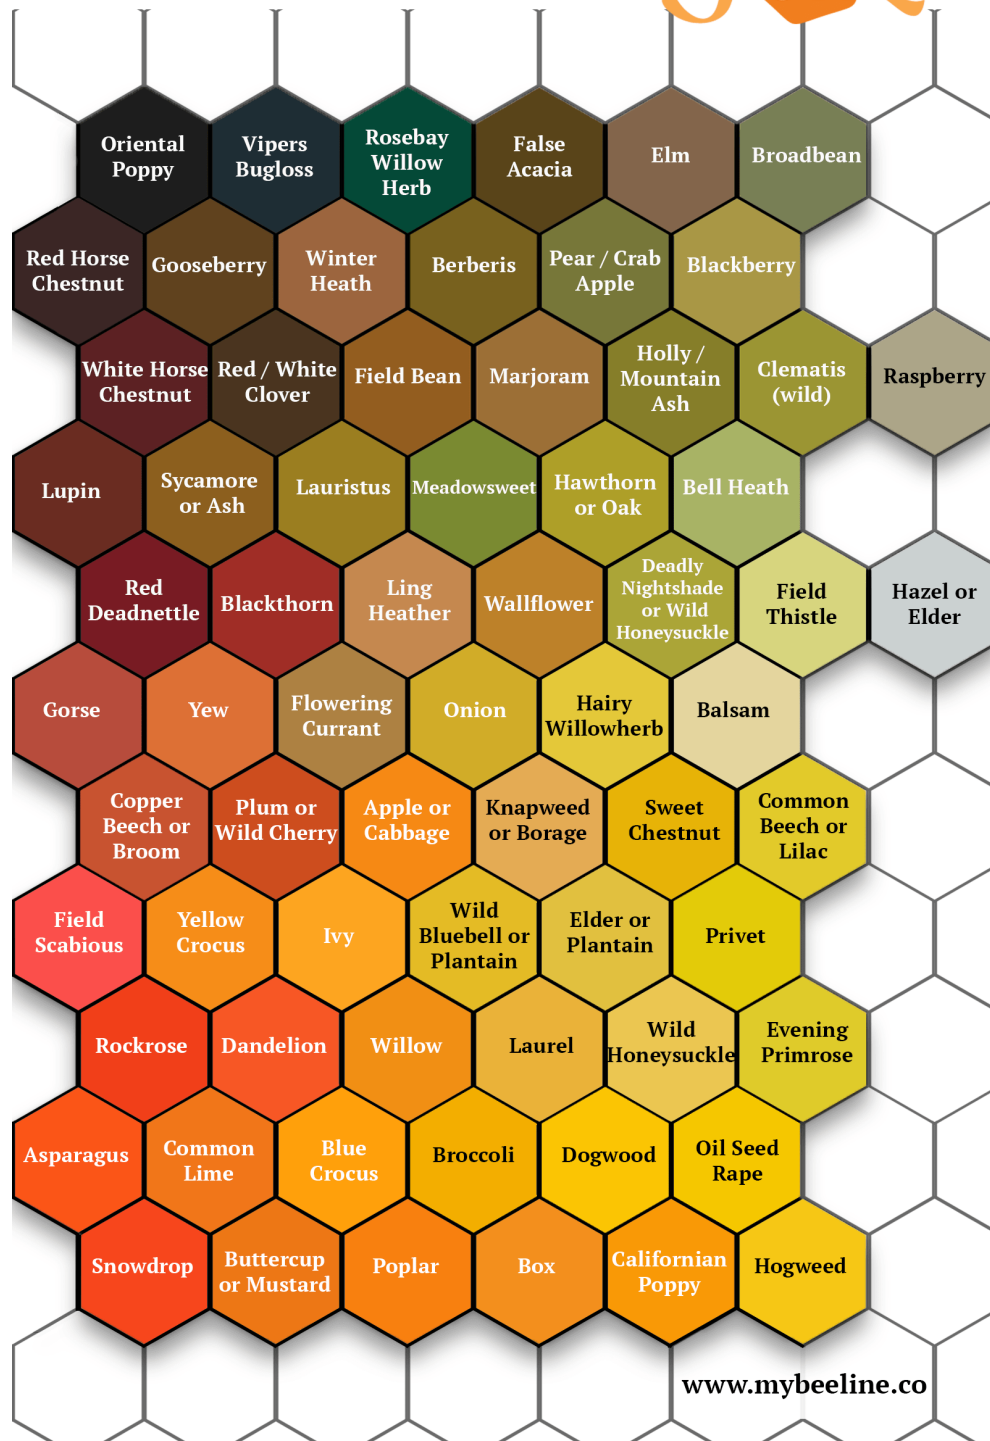 Oriental
Poppy
Vipers
Bugloss
Rosebay
Willow
Herb
False
Acacia
Elm
Broadbean
Red Horse
Chestnut
Gooseberry
Winter
Heath
Berberis
Pear / Crab
Apple
Blackberry
White Horse
Chestnut
Red / White
Clover
Field Bean
Marjoram
Holly /
Mountain
Ash
Clematis
(wild)
Raspberry
Lupin
Sycamore
or Ash
Lauristus
Meadowsweet
Hawthorn
or Oak
Bell Heath
Red
Deadnettle
Blackthorn
Ling
Heather
Wallflower
Deadly
Nightshade
or Wild
Honeysuckle
Field
Thistle
Hazel or
Elder
Gorse
Yew
Flowering
Currant
Onion
Hairy
Willowherb
Balsam
Copper
Beech or
Broom
Plum or
Wild Cherry
Apple or
Cabbage
Knapweed
or Borage
Sweet
Chestnut
Common
Beech or
Lilac
Field
Scabious
Yellow
Crocus
Ivy
Wild
Bluebell or
Plantain
Elder or
Plantain
Privet
Rockrose
Dandelion
Willow
Laurel
Wild
Honeysuckle
Evening
Primrose
Asparagus
Common
Lime
Blue
Crocus
Broccoli
Dogwood
Oil Seed
Rape
Snowdrop
Buttercup
or Mustard
Poplar
Box
Californian
Poppy
Hogweed
www.mybeeline.co